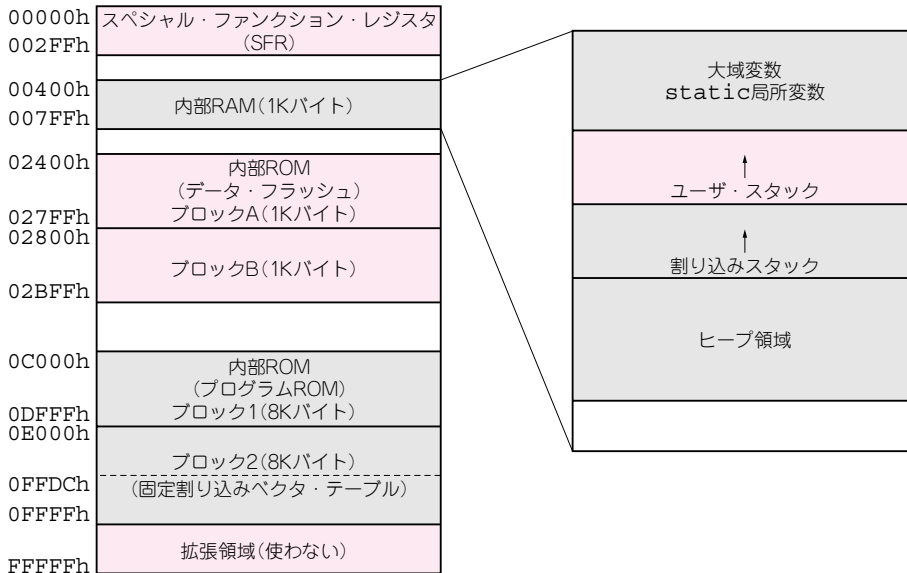 00000h
スペシャル・ファンクション・レジスタ
(SFR)
002FFh
00400h
内部RAM(1Kバイト)
007FFh
02400h
内部ROM
(データ・フラッシュ)
ブロックA(1Kバイト)
027FFh
02800h
ブロックB(1Kバイト)
02BFFh
0C000h
内部ROM
(プログラムROM)
ブロック1(8Kバイト)
0DFFFh
0E000h
ブロック2(8Kバイト)
0FFDCh
(固定割り込みベクタ・テーブル)
0FFFFh
拡張領域(使わない)
FFFFFh
大域変数
static局所変数
↑
ユーザ・スタック
↑
割り込みスタック
ヒープ領域